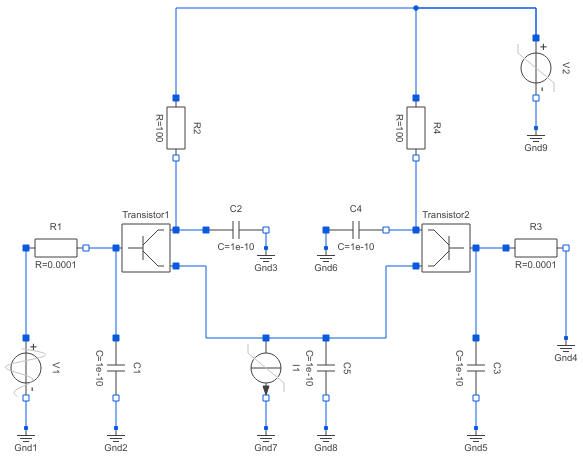 R2
R=100
R4
R=100
+
V2
-
Gnd9
Transistor1
C2
C=1e-10
Gnd3
C4
C=1e-10
Gnd6
Transistor2
R1
R=0.0001
R3
R=0.0001
+
V1
-
Gnd1
C=1e-10
C1
Gnd2
I1
Gnd7
C=1e-10
C5
Gnd8
C=1e-10
C3
Gnd5
Gnd4